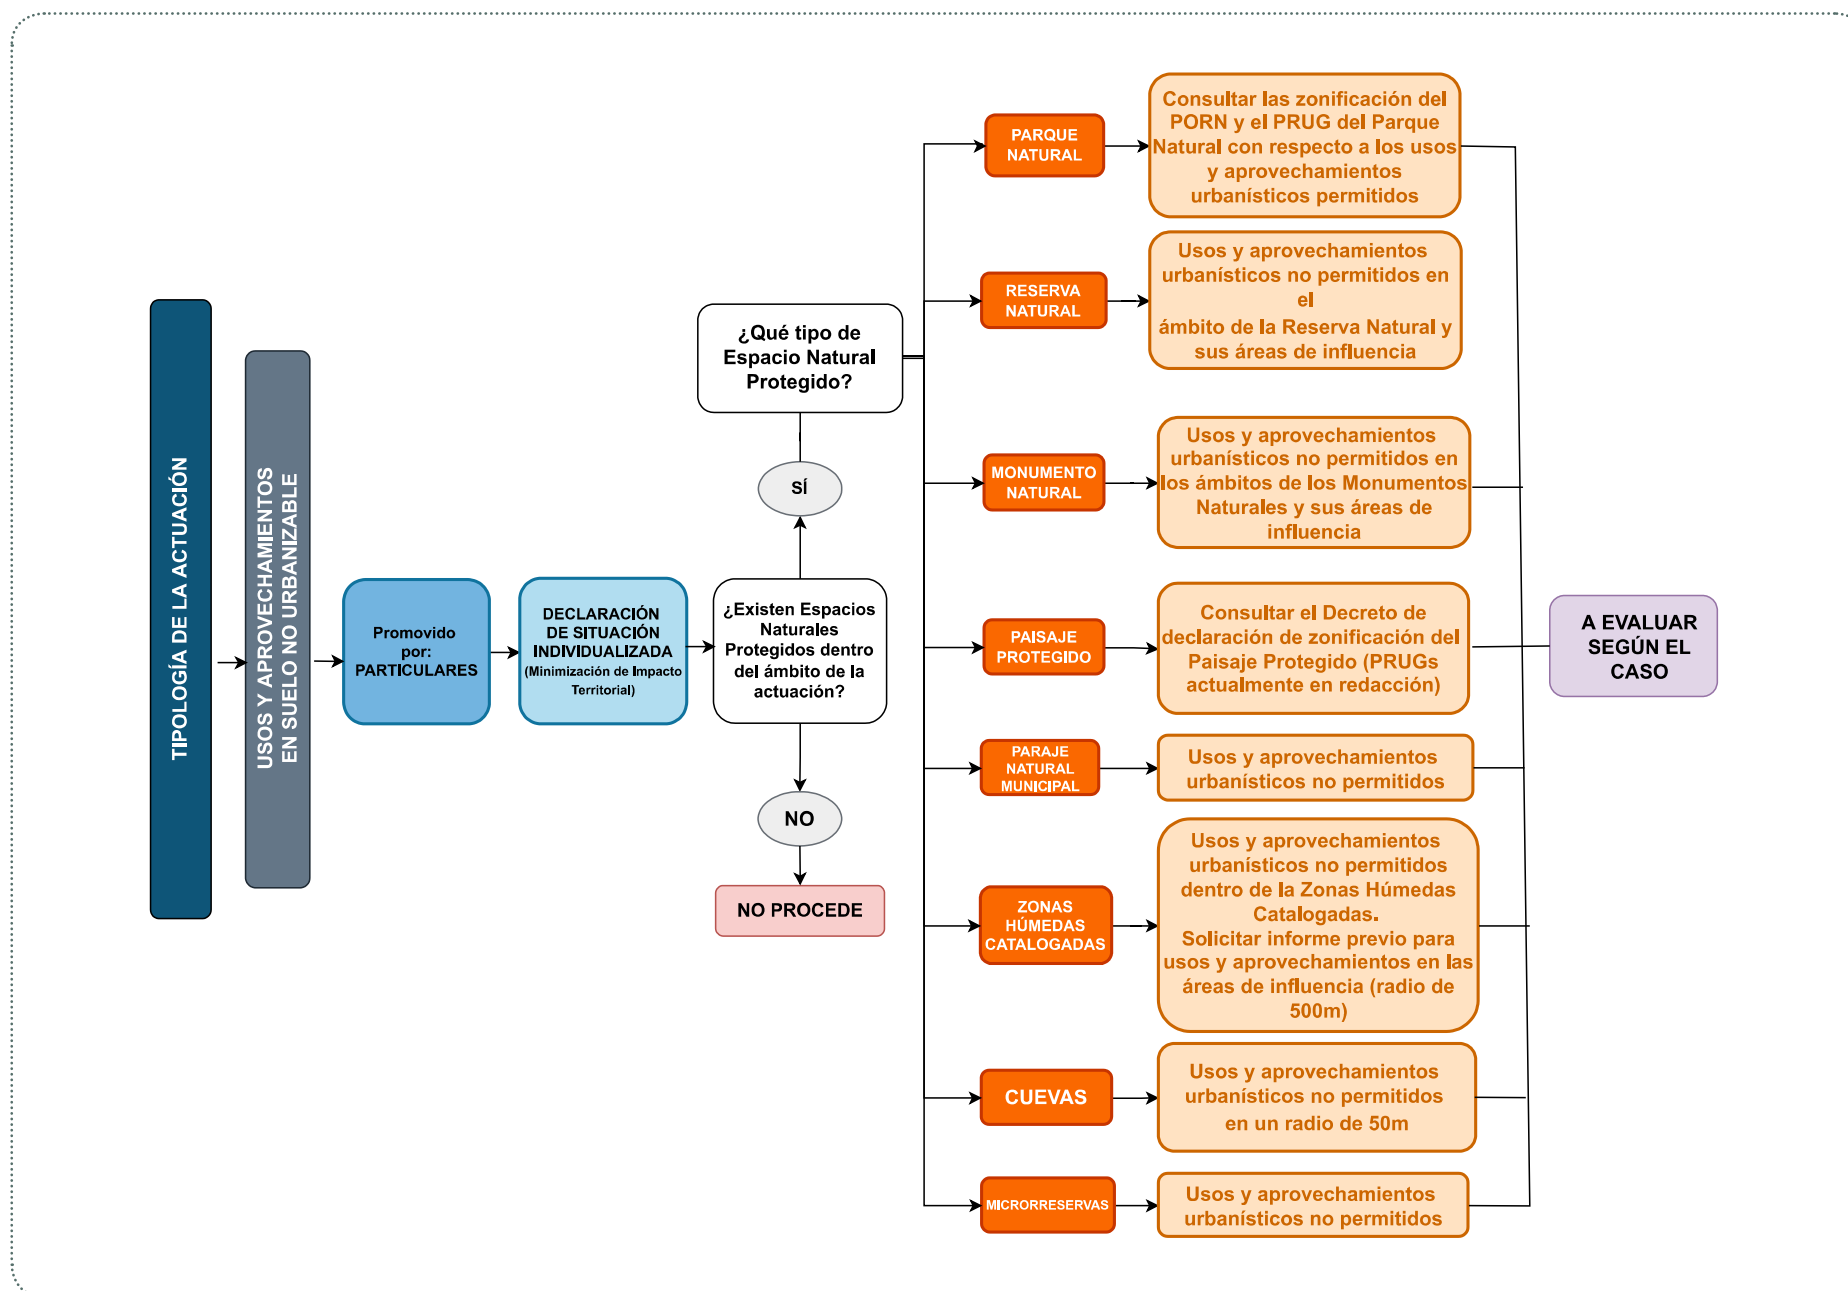 TIPOLOGÍA DE LA ACTUACIÓN
USOS Y APROVECHAMIENTOS
EN SUELO NO URBANIZABLE
Promovido
por:
PARTICULARES
DECLARACIÓN
DE SITUACIÓN
INDIVIDUALIZADA
(Minimización de Impacto
Territorial)
¿Existen Espacios
Naturales
Protegidos dentro
del ámbito de la
actuación?
SÍ
¿Qué tipo de
Espacio Natural
Protegido?
NO
NO PROCEDE
PARQUE
NATURAL
Consultar las zonificación del
PORN y el PRUG del Parque
Natural con respecto a los usos
y aprovechamientos
urbanísticos permitidos
RESERVA
NATURAL
Usos y aprovechamientos
urbanísticos no permitidos en
el
ámbito de la Reserva Natural y
sus áreas de influencia
MONUMENTO
NATURAL
Usos y aprovechamientos
urbanísticos no permitidos en
los ámbitos de los Monumentos
Naturales y sus áreas de
influencia
PAISAJE
PROTEGIDO
Consultar el Decreto de
declaración de zonificación del
Paisaje Protegido (PRUGs
actualmente en redacción)
PARAJE
NATURAL
MUNICIPAL
Usos y aprovechamientos
urbanísticos no permitidos
ZONAS
HÚMEDAS
CATALOGADAS
Usos y aprovechamientos
urbanísticos no permitidos
dentro de la Zonas Húmedas
Catalogadas.
Solicitar informe previo para
usos y aprovechamientos en las
áreas de influencia (radio de
500m)
CUEVAS
Usos y aprovechamientos
urbanísticos no permitidos
en un radio de 50m
MICRORRESERVAS
Usos y aprovechamientos
urbanísticos no permitidos
A EVALUAR
SEGÚN EL
CASO